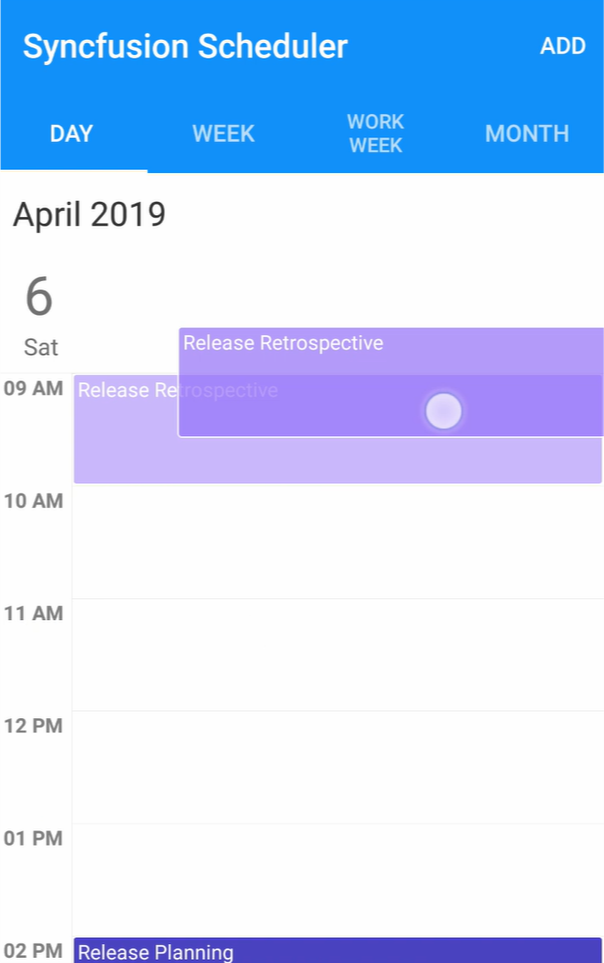 Syncfusion Scheduler
ADD
DAY
WEEK
WORK
WEEK
MONTH
April 2019
6
Sat
Release Retrospective
09 AM
Release Retrospective
10 AM
11 AM
12 PM
01 PM
02 PM
Release Planning